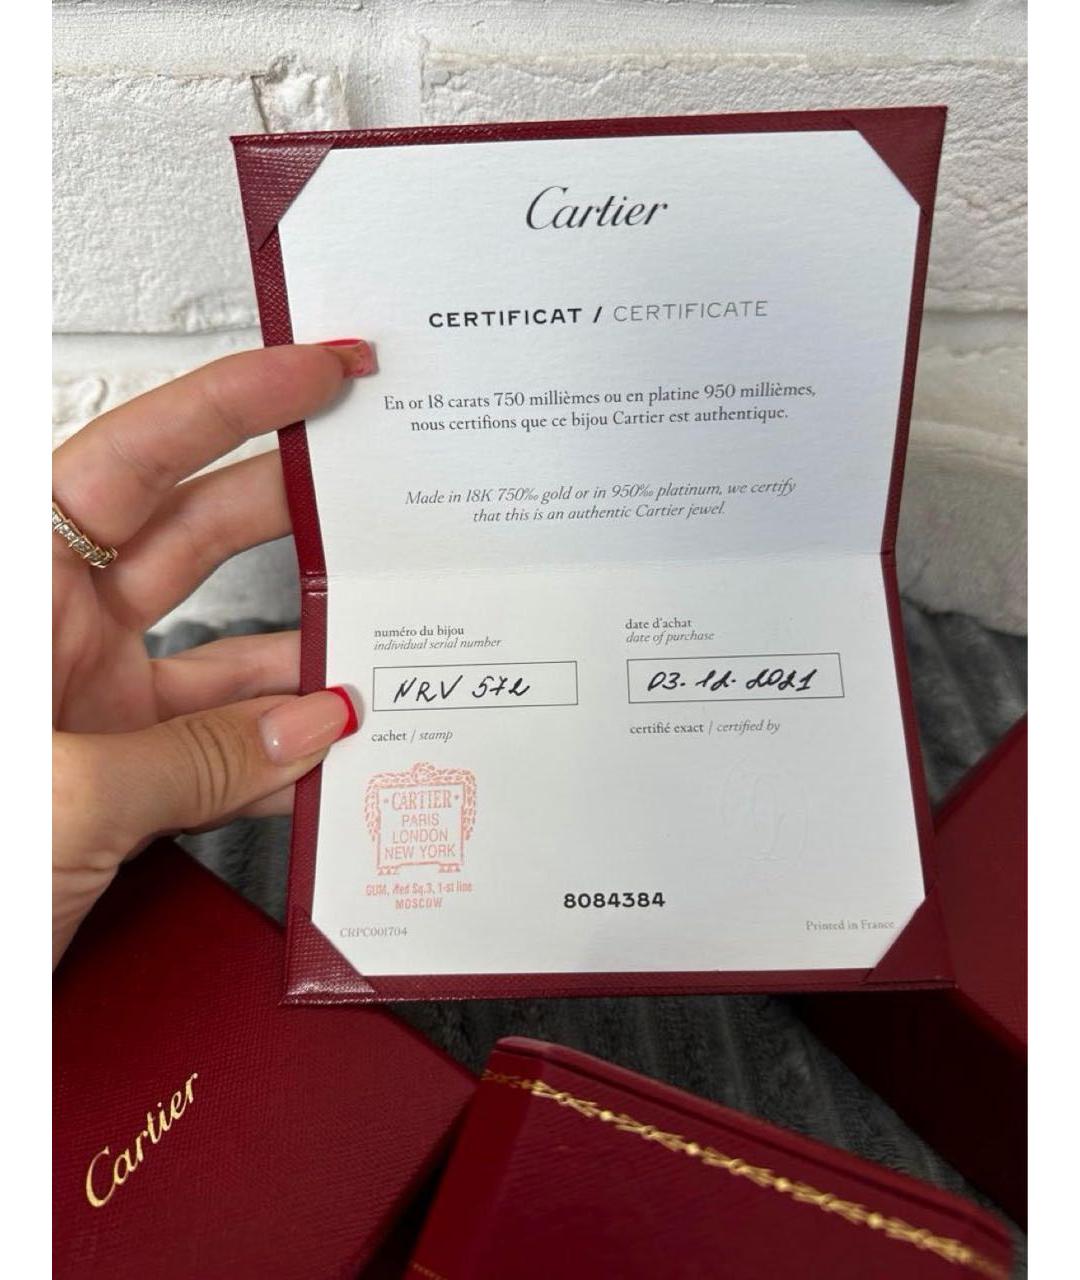 Cartier
CERTIFICAT / CERTIFICATE
En or 18 carats 750 millièmes ou en platine 950 millièmes,
nous certifions que ce bijou Cartier est authentique.
Made in 18K 750‰ gold or in 950‰ platinum, we certify
that this is an authentic Cartier jewel.
numéro du bijou
individual serial number
NRV 572
date d'achat
date of purchase
03.12.2021
cachet / stamp
certifié exact / certified by
CARTIER
PARIS
LONDON
NEW YORK
GUM, Red Sq.3, 1-st line
MOSCOW
8084384
CRPC001704
Printed in France
Cartier